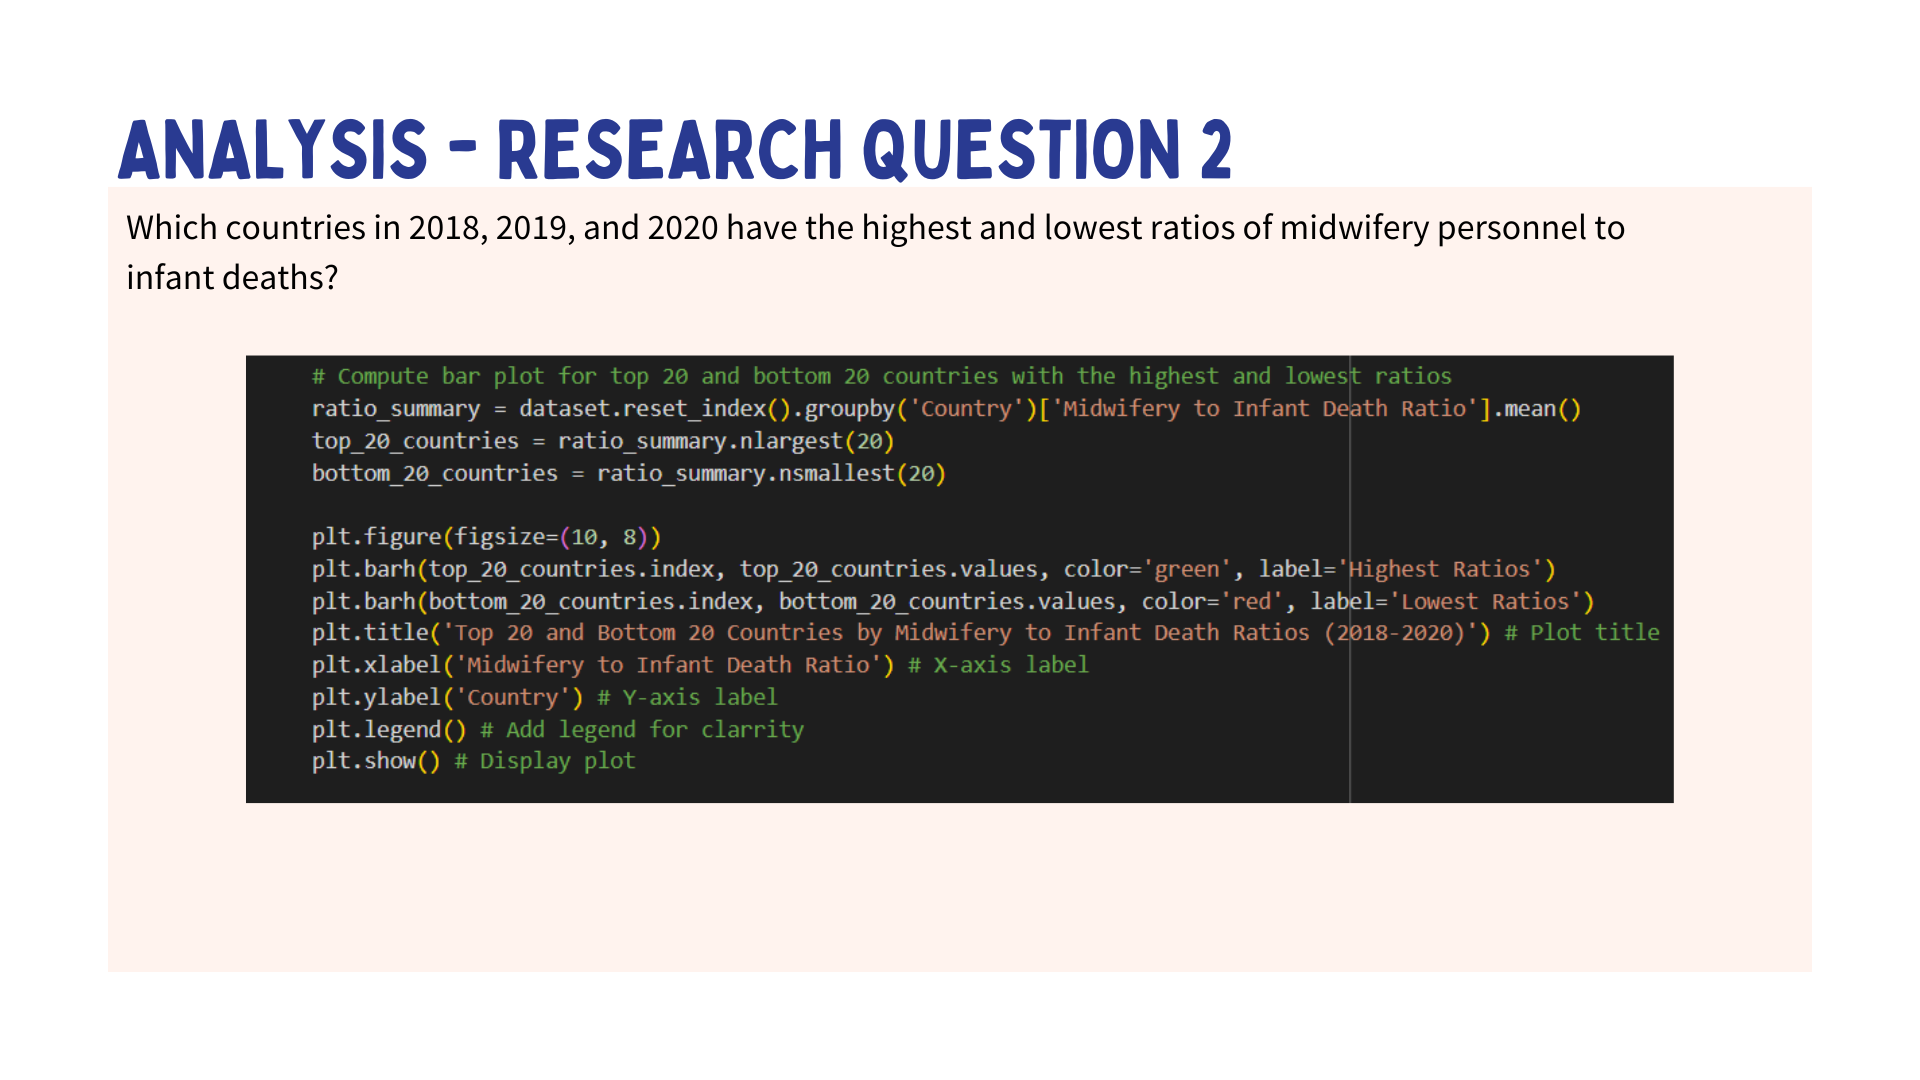 ANALYSIS - RESEARCH QUESTION 2
Which countries in 2018, 2019, and 2020 have the highest and lowest ratios of midwifery personnel to
infant deaths?
# Compute bar plot for top 20 and bottom 20 countries with the highest and lowest ratios
ratio_summary = dataset.reset_index().groupby('Country')['Midwifery to Infant Death Ratio'].mean()
top_20_countries = ratio_summary.nlargest(20)
bottom_20_countries = ratio_summary.nsmallest(20)
plt.figure(figsize=(10, 8))
plt.barh(top_20_countries.index, top_20_countries.values, color='green', label='Highest Ratios')
plt.barh(bottom_20_countries.index, bottom_20_countries.values, color='red', label='Lowest Ratios')
plt.title('Top 20 and Bottom 20 Countries by Midwifery to Infant Death Ratios (2018-2020)') # Plot title
plt.xlabel('Midwifery to Infant Death Ratio') # X-axis label
plt.ylabel('Country') # Y-axis label
plt.legend() # Add legend for clarrity
plt.show() # Display plot